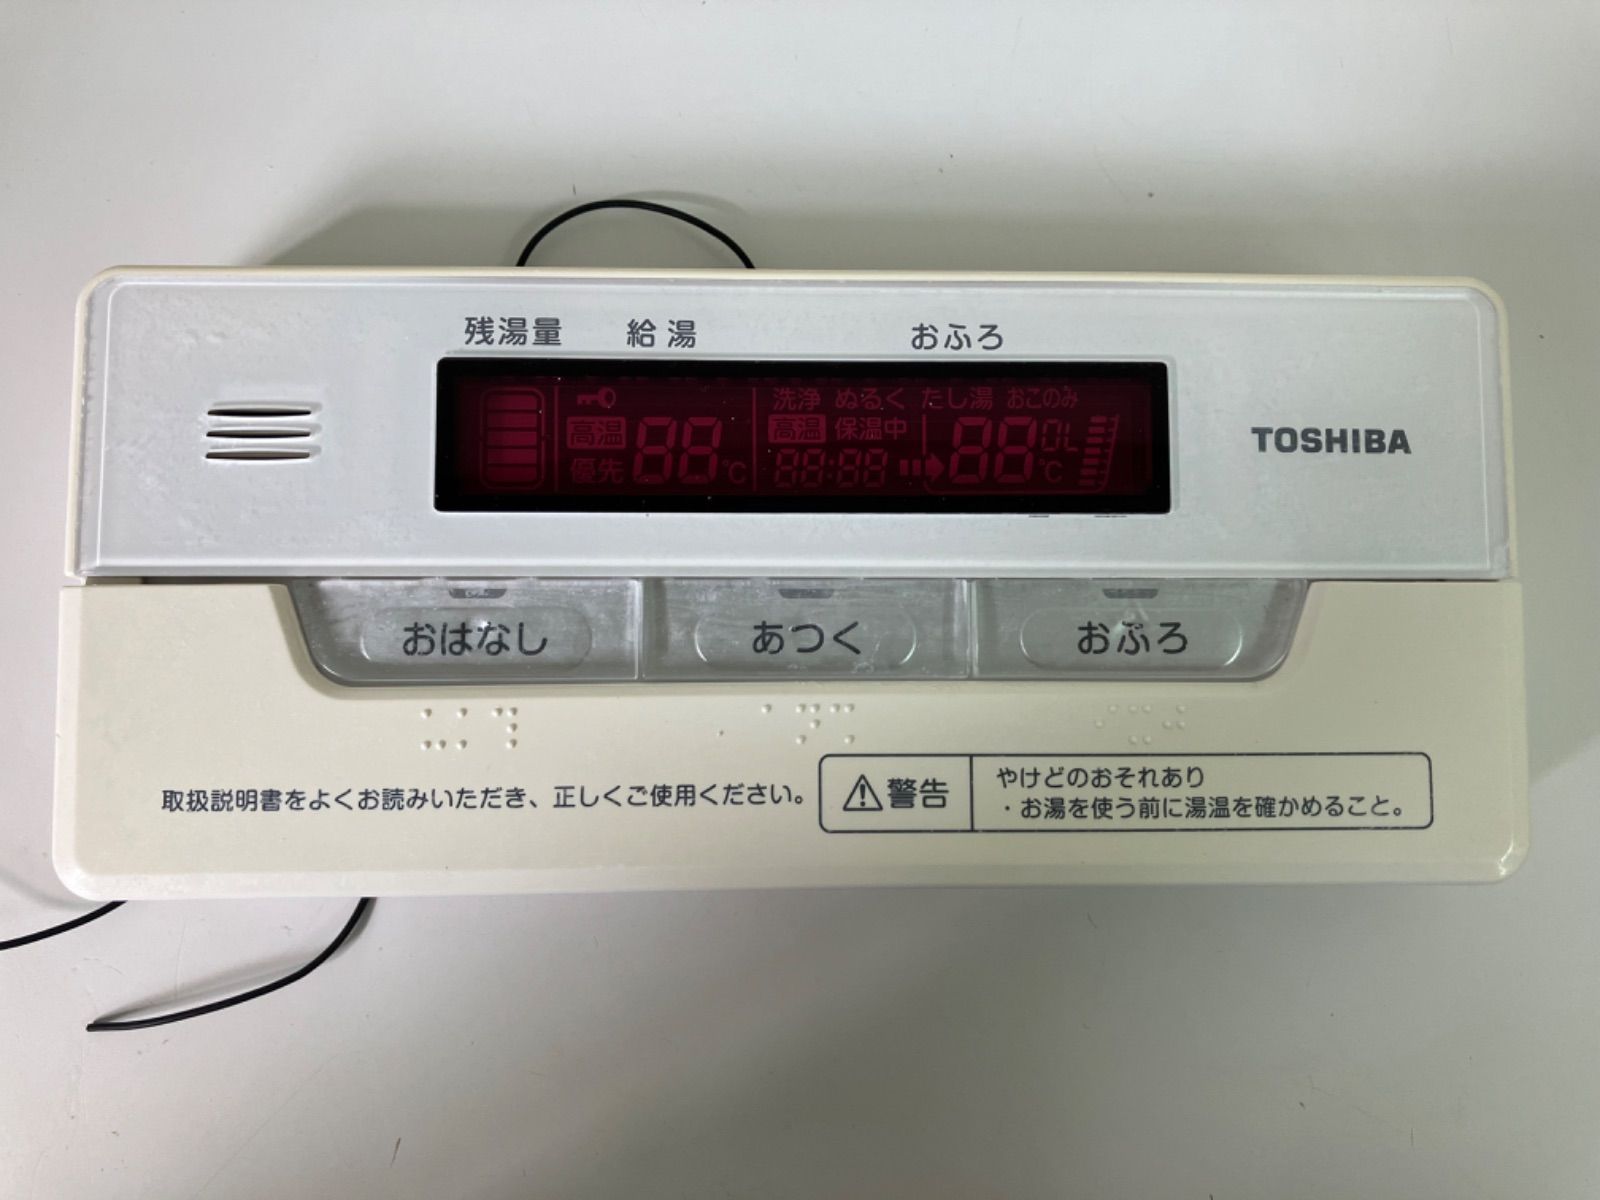 残湯量 給湯 おふろ
洗浄 ぬるく たし湯 おこのみ
高温 88 高温 保温中 88 0L
優先 ℃ 88:88 ℃
TOSHIBA
おはなし あつく おふろ
取扱説明書をよくお読みいただき、正しくご使用ください。
警告
やけどのおそれあり
・お湯を使う前に湯温を確かめること。